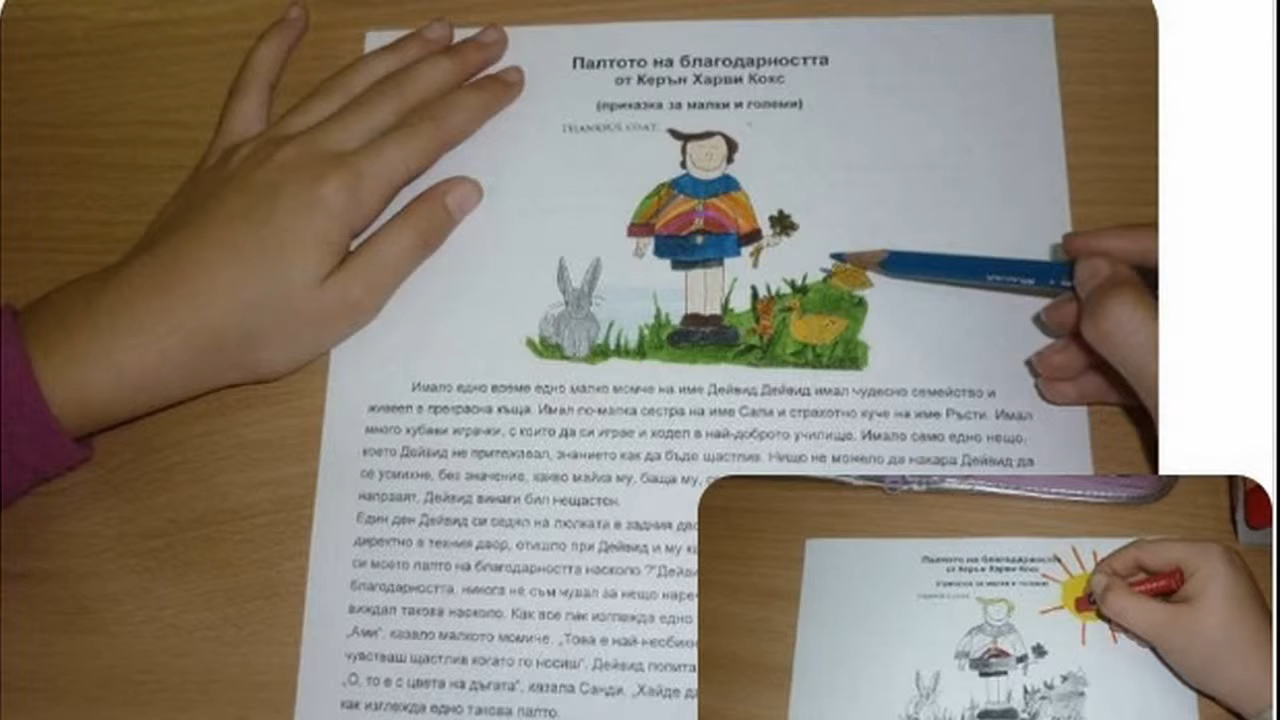 Палтото на благодарността
от Керън Харви Кокс
(приказка за малки и големи)
THANKFUL COAT
Имало едно време едно малко момче на име Дейвид Дейвид имал чудесно семейство и
живеел в прекрасна къща. Имал по-малка сестра на име Сали и страхотно куче на име Ръсти. Имал
много хубави играчки, с които да си играе и ходел в най-доброто училище. Имало само едно нещо,
което Дейвид не притежавал, знанието как да бъде щастлив. Нищо не можело да накара Дейвид да
се усмихне, без значение, какво майка му, баща му,
направят, Дейвид винаги бил нещастен.
Един ден Дейвид си седял на люлката в задния
директно в техния двор, отишло при Дейвид и му
си моето палто на благодарността наскоро ?"
благодарността, никога не съм чувал за нещо
виждал такова наскоро. Как все пак изглежда едно
„Ами", казало малкото момиче. „Това е
чувстваш щастлив когато го носиш". Дейвид
„О, то е с цвета на дъгата", казала Санди. „Хайде
как изглежда едно такова палто.
Палтото на благодарността
от Керън Харви Кокс
(приказка за малки и големи)